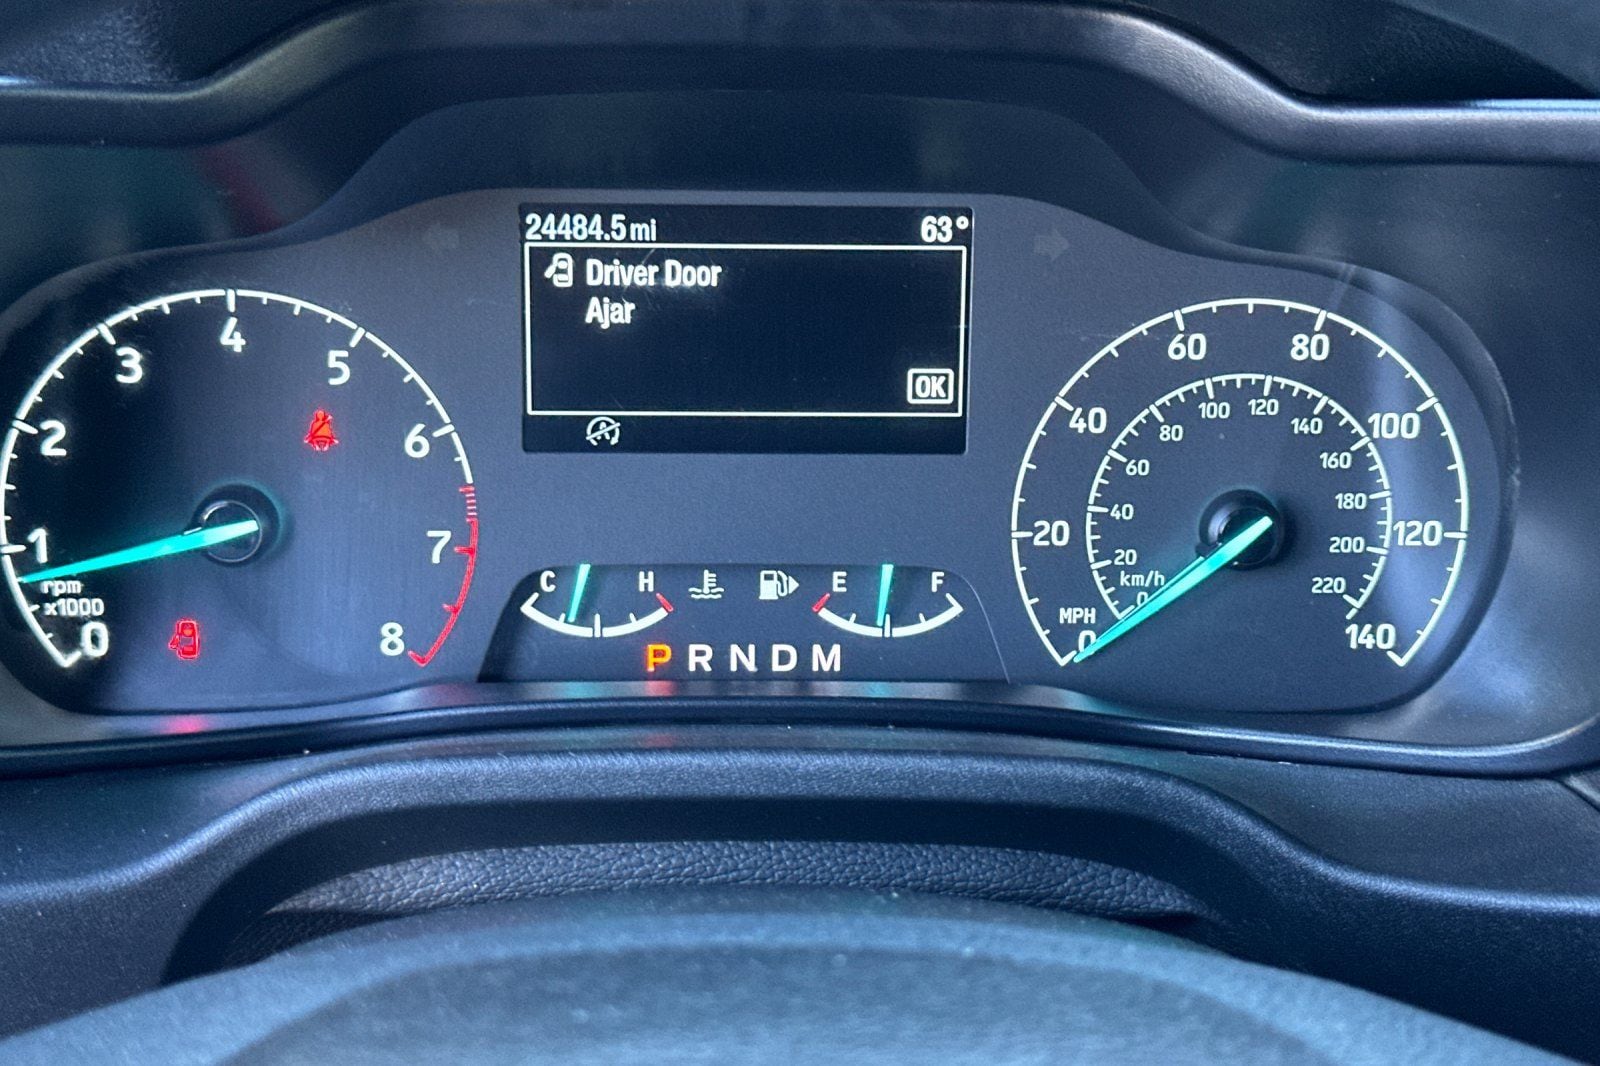 24484.5 mi 63°
Driver Door
Ajar
OK
0 1 2 3 4 5 6 7 8
rpm
x1000
C H
E F
P R N D M
0 20 40 60 80 100 120 140
MPH
0 20 40 60 80 100 120 140 160 180 200 220
km/h